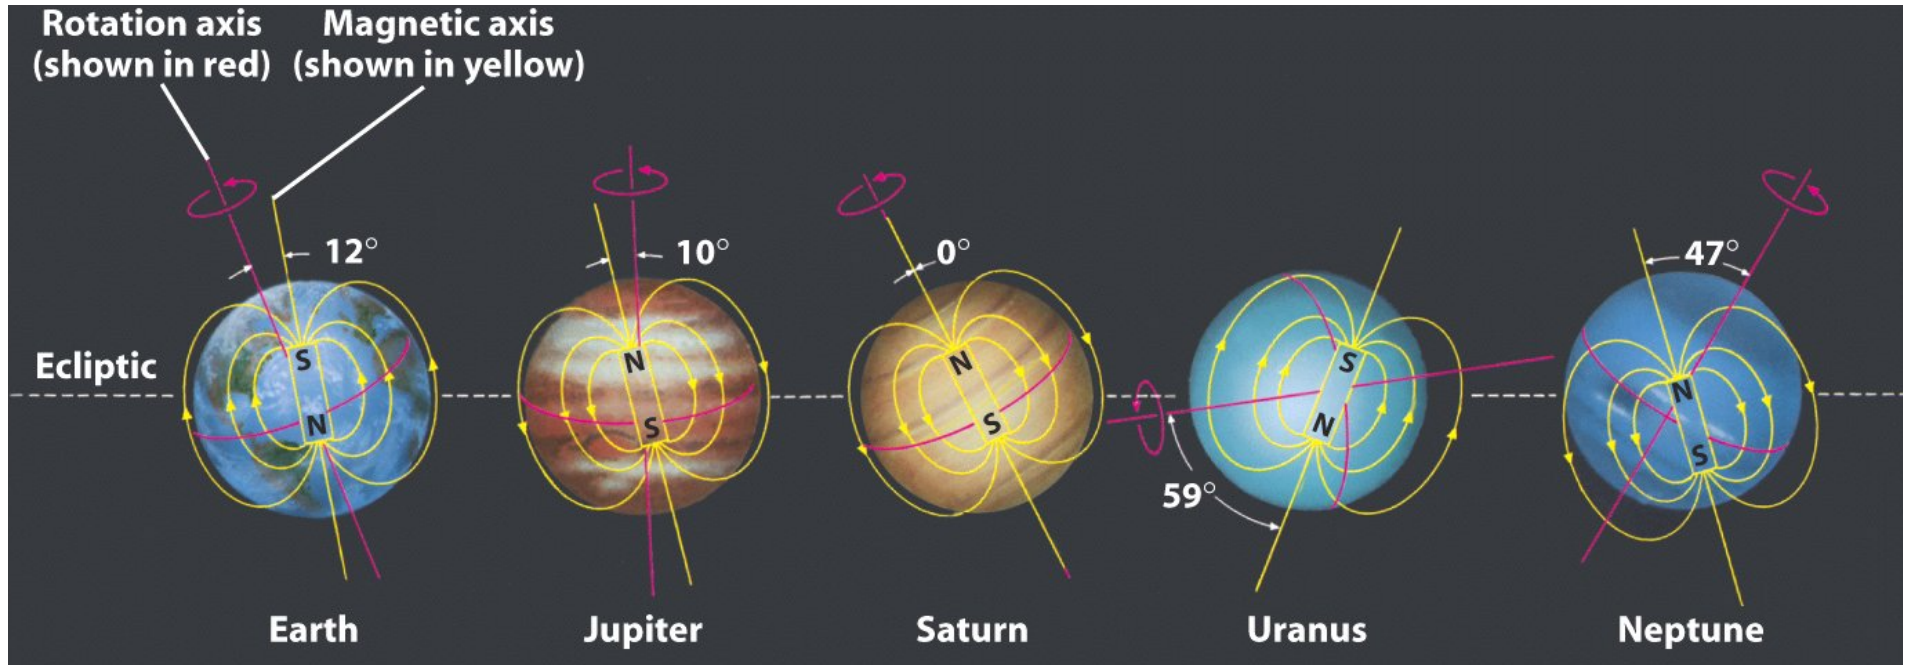 Rotation axis
(shown in red)
Magnetic axis
(shown in yellow)
12°
10°
0°
59°
47°
Ecliptic
S
N
N
S
N
S
S
N
N
S
Earth
Jupiter
Saturn
Uranus
Neptune